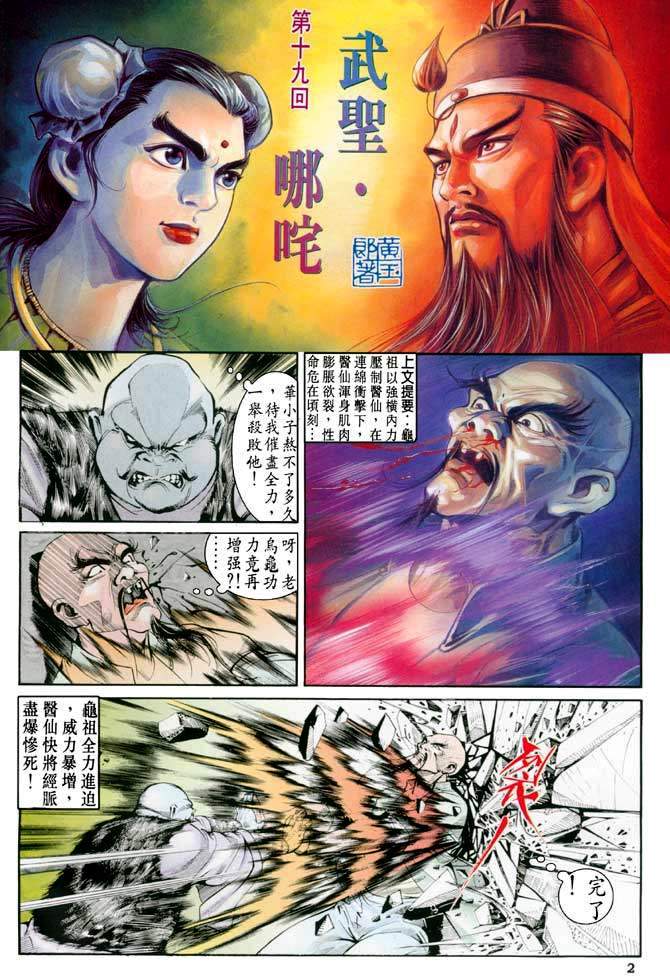 第十九回
武聖・
哪吒
黃玉
郎著
上文提要：龜
祖以強橫內力
壓制醫仙，在
連綿衝擊下，
醫仙渾身肌肉
膨脹欲裂，性
命危在頃刻…
華小子熬不了多久
，待我催盡全力，
一舉殺敗他！
……
呀，老
烏龜功
力竟再
增强？！
……
龜祖全力進迫
，威力暴增，
醫仙快將經脈
盡爆慘死！
完了
！
2